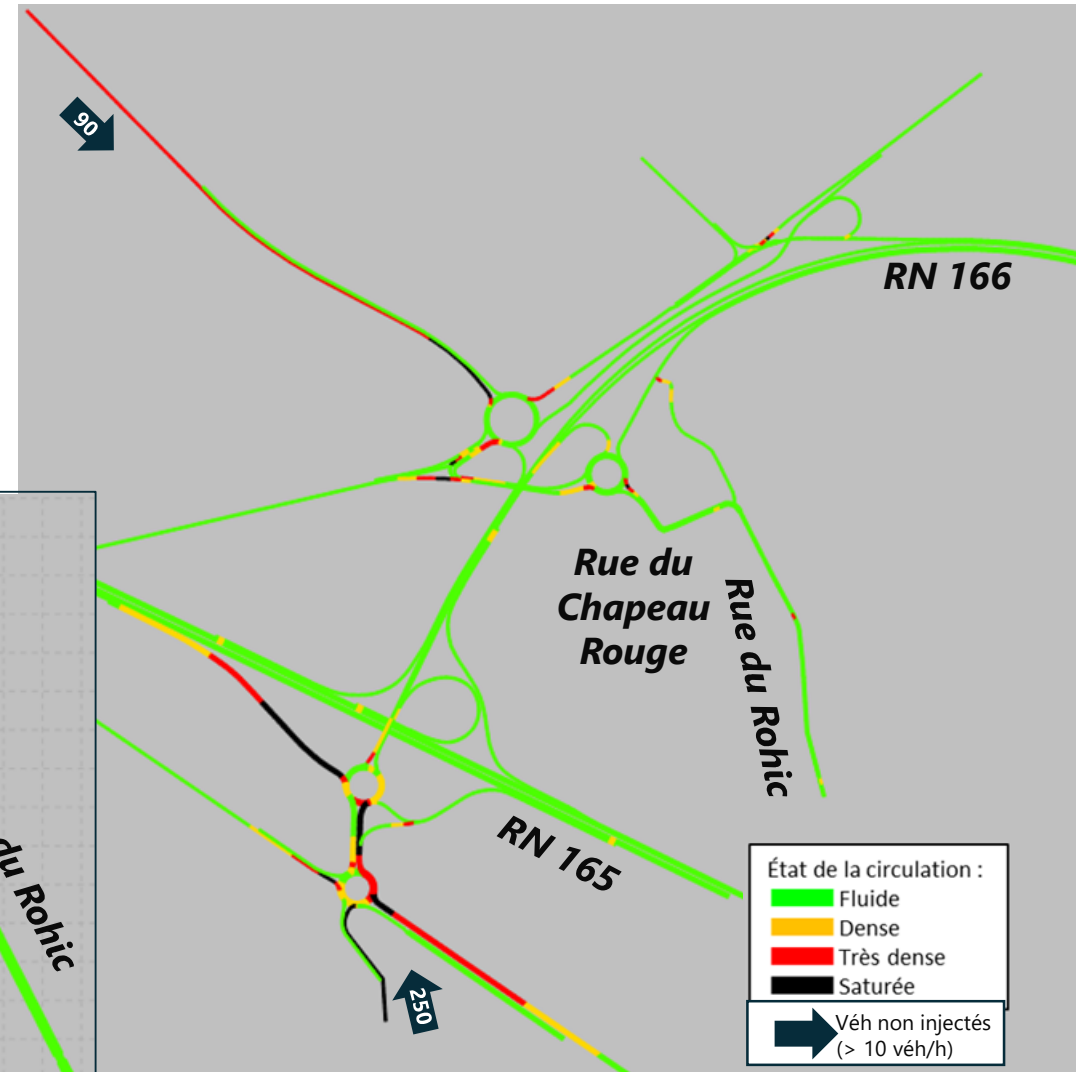 90
RN 166
Rue du
Chapeau
Rouge
Rue du Rohic
RN 165
du Rohic
250
État de la circulation :
Fluide
Dense
Très dense
Saturée
Véh non injectés
(> 10 véh/h)